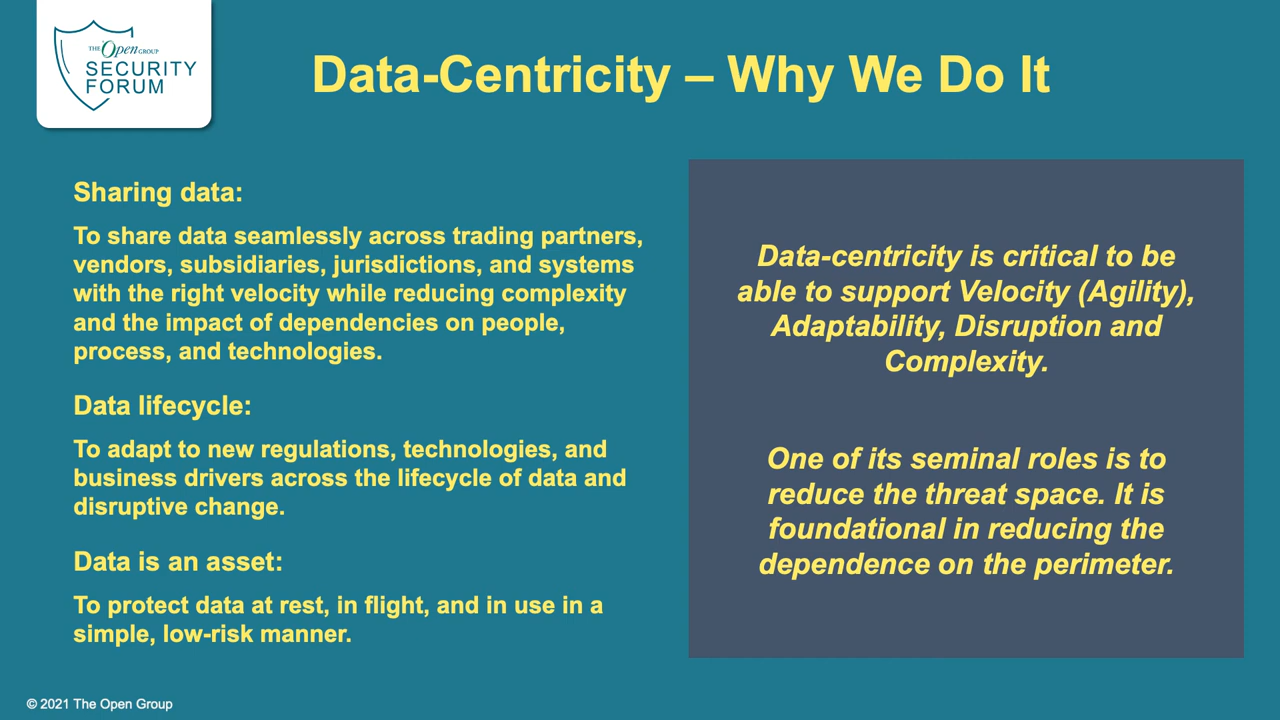 THE Open GROUP
SECURITY
FORUM
Data-Centricity – Why We Do It
Sharing data:
To share data seamlessly across trading partners,
vendors, subsidiaries, jurisdictions, and systems
with the right velocity while reducing complexity
and the impact of dependencies on people,
process, and technologies.
Data lifecycle:
To adapt to new regulations, technologies, and
business drivers across the lifecycle of data and
disruptive change.
Data is an asset:
To protect data at rest, in flight, and in use in a
simple, low-risk manner.
Data-centricity is critical to be
able to support Velocity (Agility),
Adaptability, Disruption and
Complexity.
One of its seminal roles is to
reduce the threat space. It is
foundational in reducing the
dependence on the perimeter.
© 2021 The Open Group